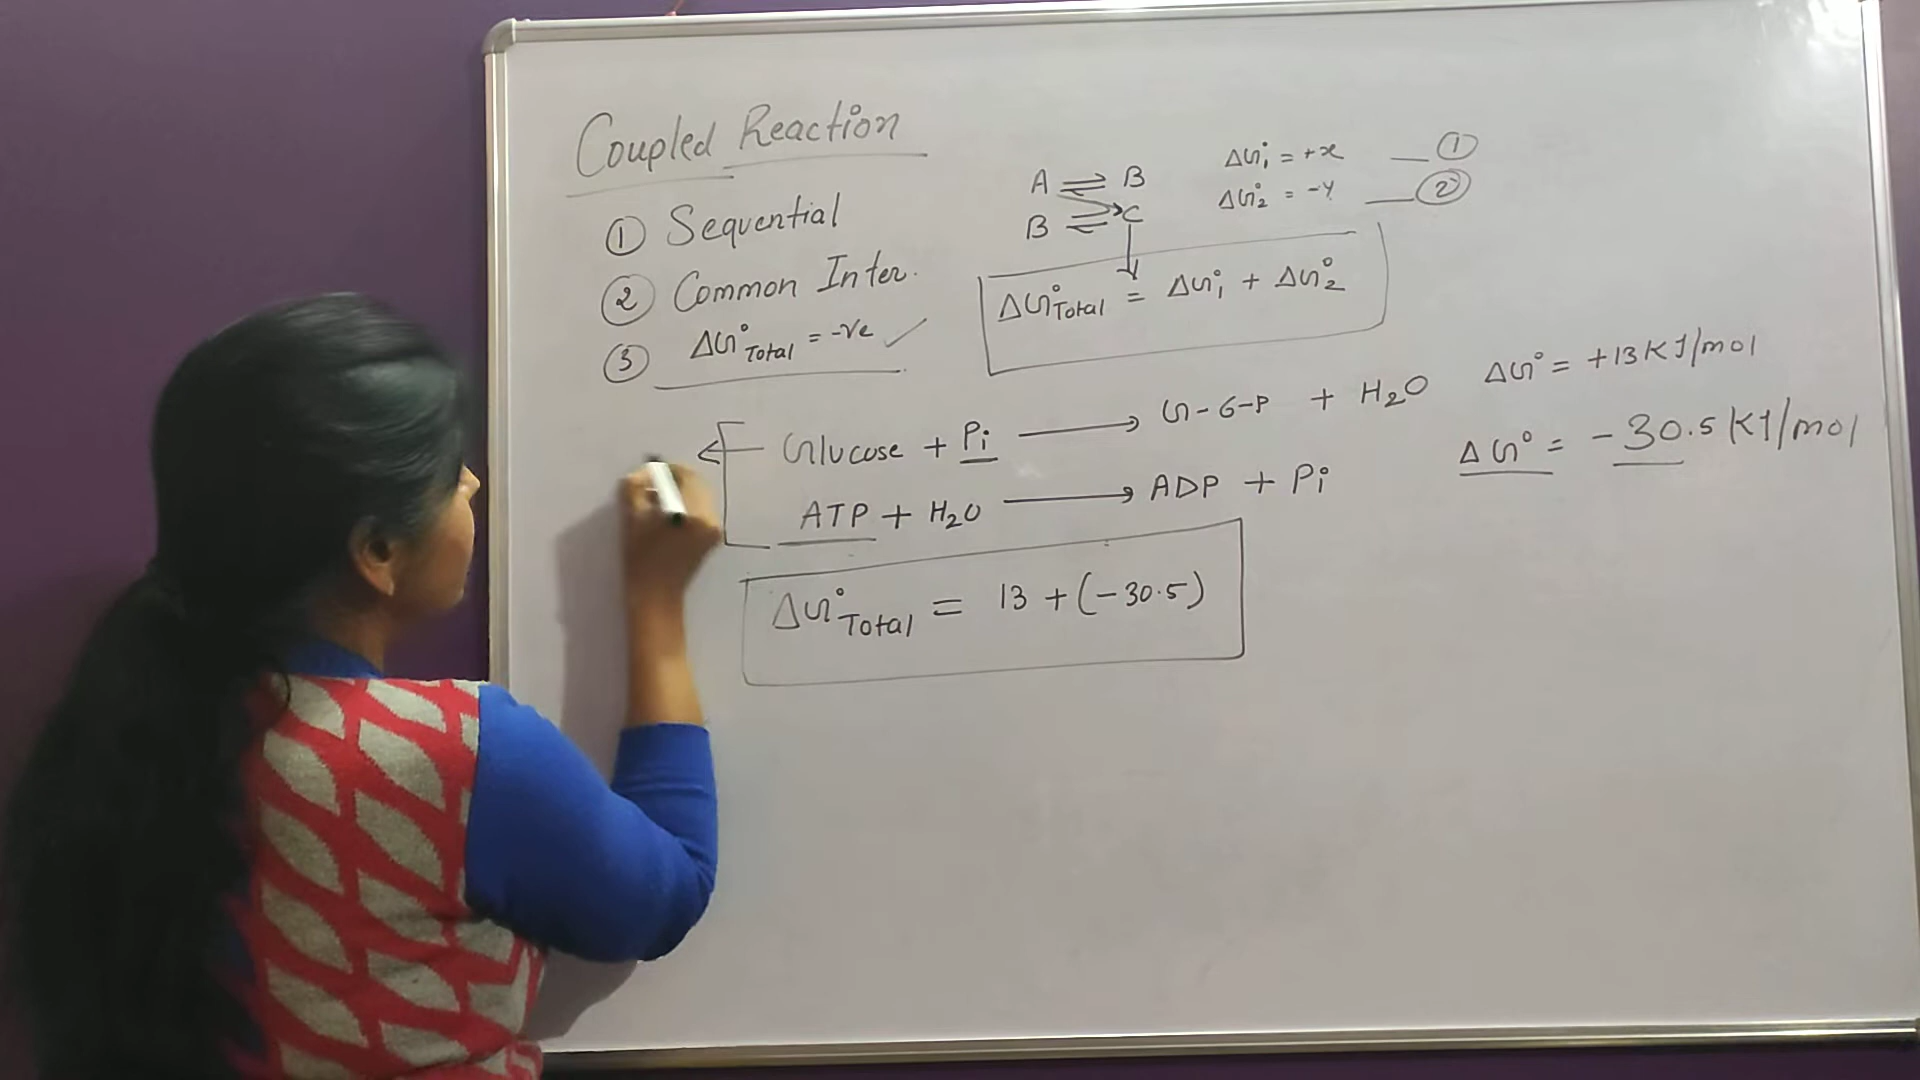 Coupled Reaction
① Sequential
② Common Inter.
③ ΔG°Total = -ve ✓
A ⇌ B ΔG°₁ = +x — ①
B ⇌ C ΔG°₂ = -y — ②
ΔG°Total = ΔG°₁ + ΔG°₂
Glucose + Pi ⟶ G-6-P + H₂O ΔG° = +13 KJ/mol
ATP + H₂O ⟶ ADP + Pi ΔG° = -30.5 KJ/mol
ΔG°Total = 13 + (-30.5)